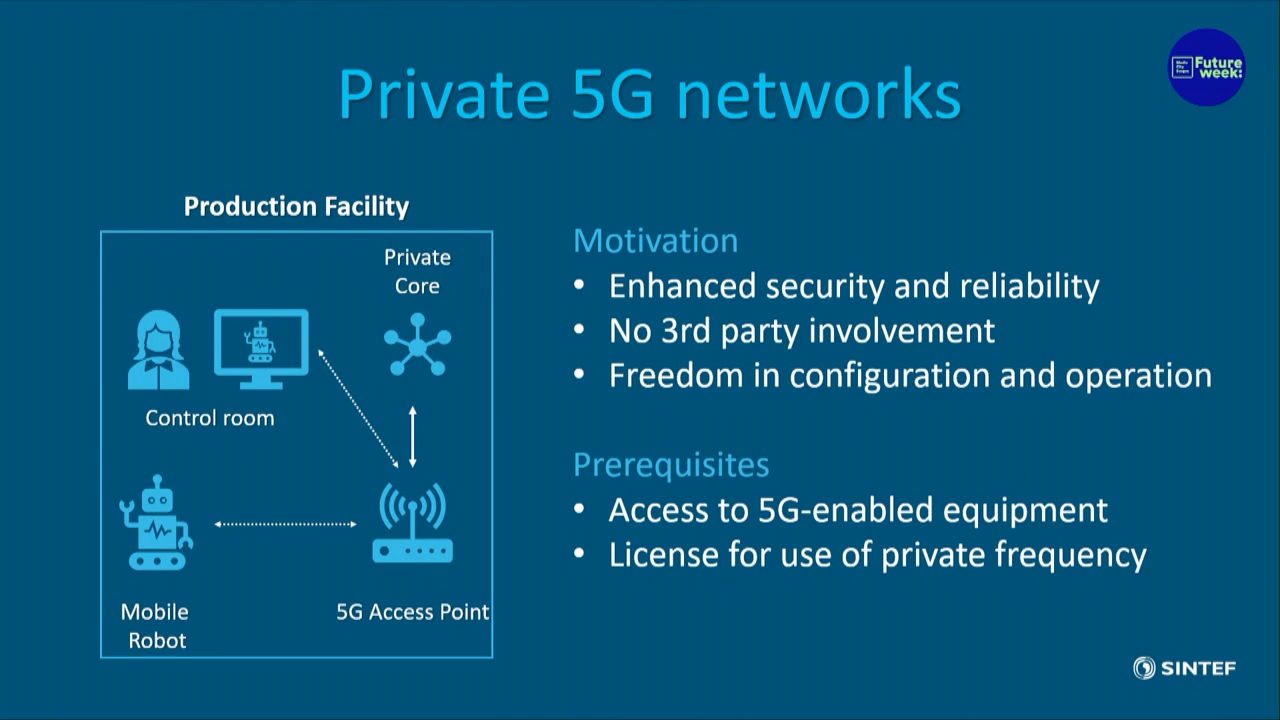 Future
week:
Private 5G networks
Production Facility
Private
Core
Control room
Mobile
Robot
5G Access Point
Motivation
• Enhanced security and reliability
• No 3rd party involvement
• Freedom in configuration and operation
Prerequisites
• Access to 5G-enabled equipment
• License for use of private frequency
SINTEF